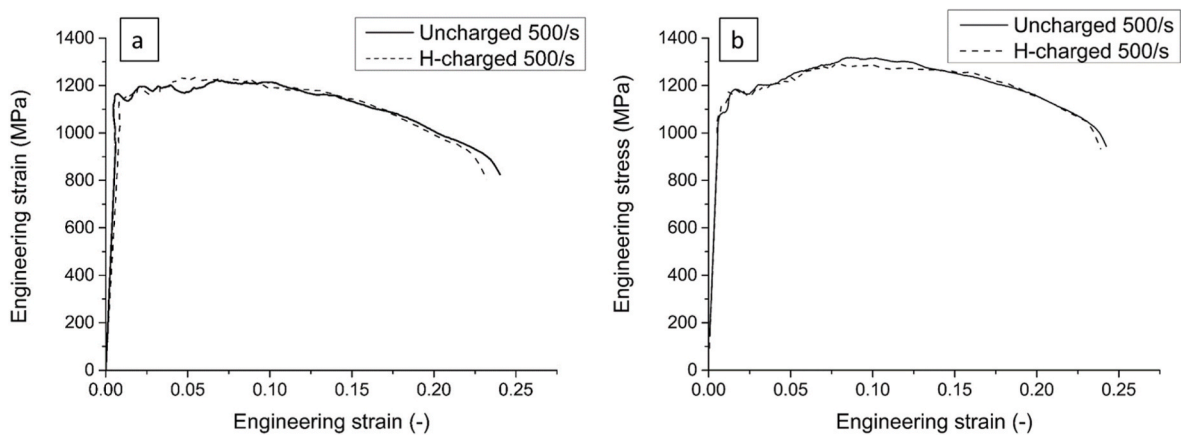 a
Uncharged 500/s
H-charged 500/s
Engineering strain (MPa)
1400
1200
1000
800
600
400
200
0
0.00 0.05 0.10 0.15 0.20 0.25
Engineering strain (-)
b
Uncharged 500/s
H-charged 500/s
Engineering stress (MPa)
1400
1200
1000
800
600
400
200
0
0.00 0.05 0.10 0.15 0.20 0.25
Engineering strain (-)